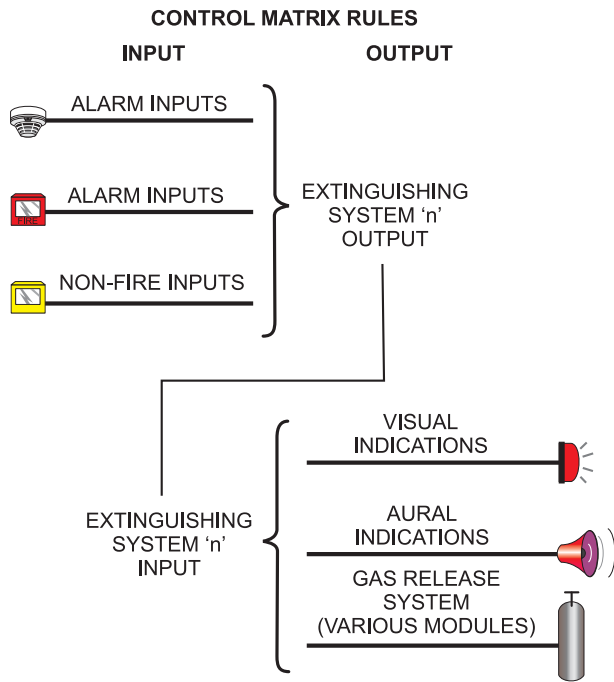 CONTROL MATRIX RULES
INPUT
OUTPUT
ALARM INPUTS
ALARM INPUTS
FIRE
NON-FIRE INPUTS
EXTINGUISHING
SYSTEM ‘n’
OUTPUT
VISUAL
INDICATIONS
EXTINGUISHING
SYSTEM ‘n’
INPUT
AURAL
INDICATIONS
GAS RELEASE
SYSTEM
(VARIOUS MODULES)